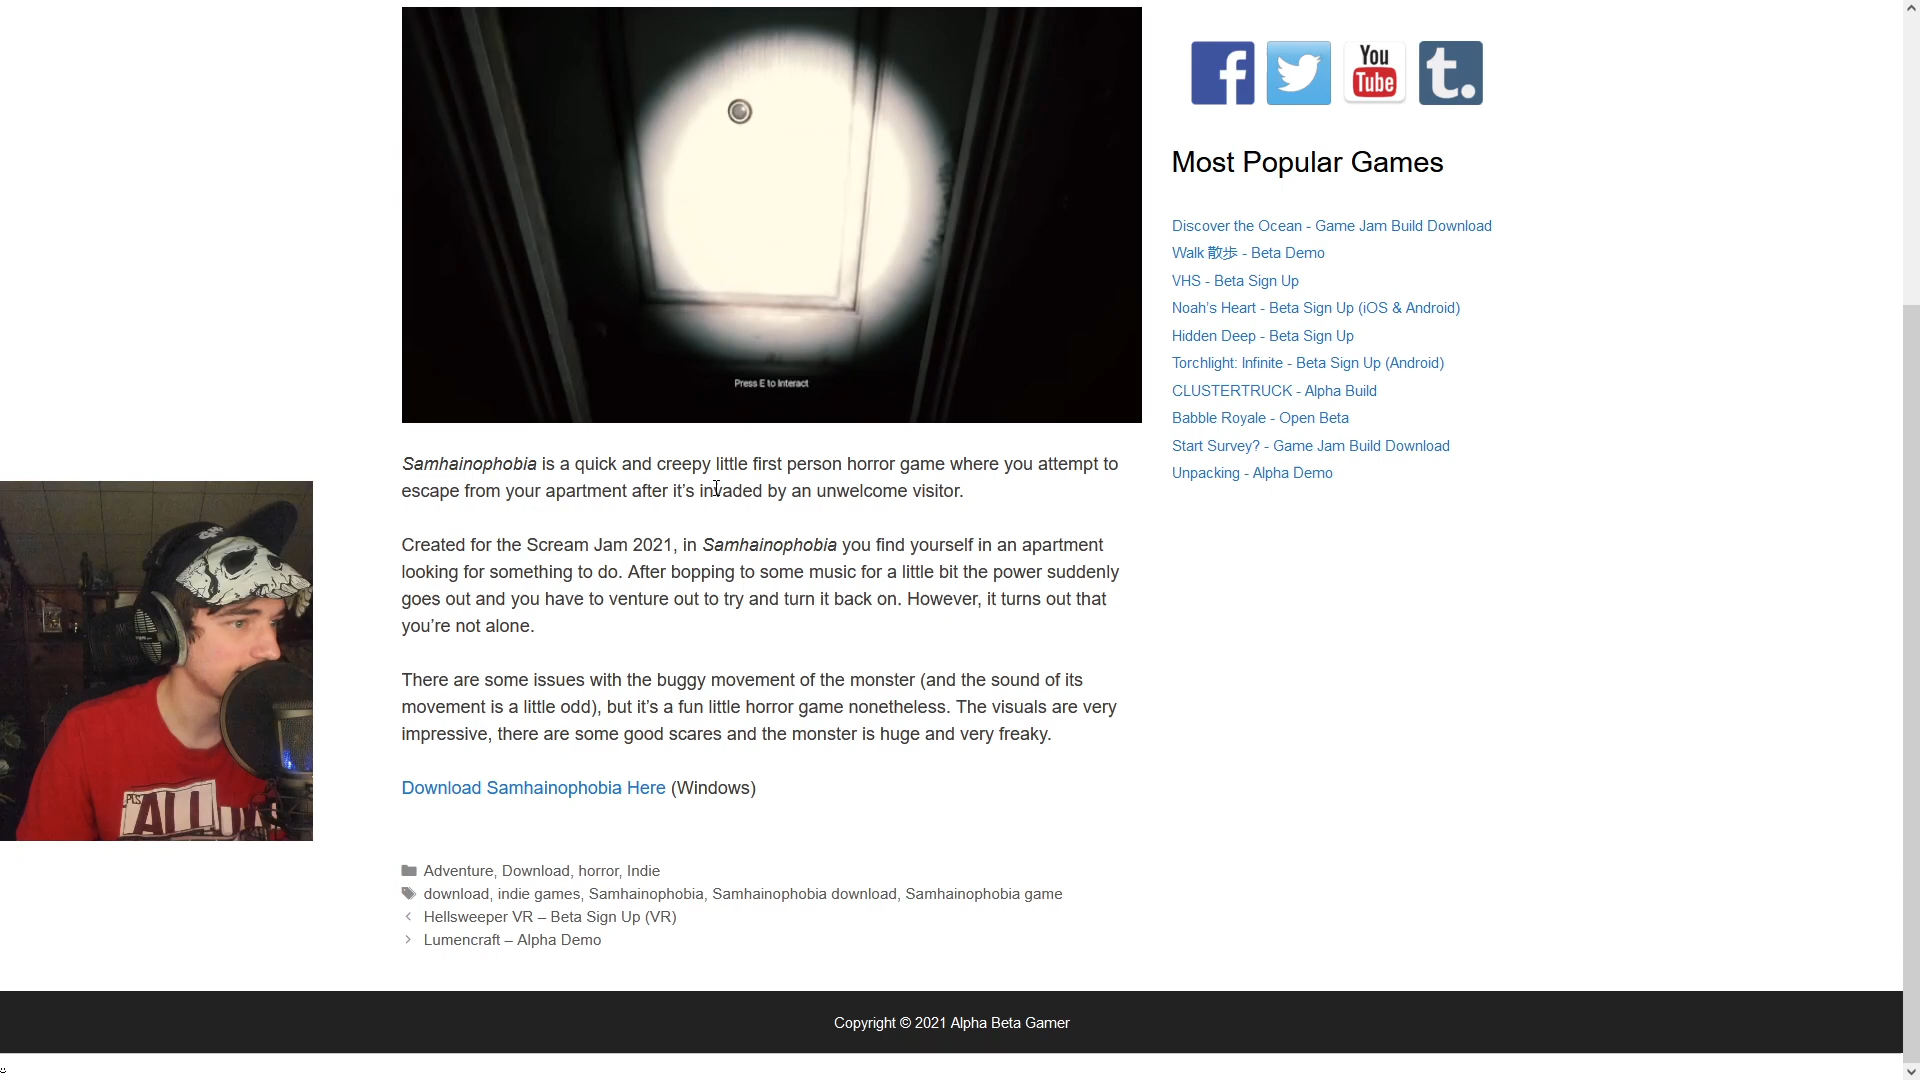 Press E to Interact
Samhainophobia is a quick and creepy little first person horror game where you attempt to
escape from your apartment after it’s invaded by an unwelcome visitor.
Created for the Scream Jam 2021, in Samhainophobia you find yourself in an apartment
looking for something to do. After bopping to some music for a little bit the power suddenly
goes out and you have to venture out to try and turn it back on. However, it turns out that
you’re not alone.
There are some issues with the buggy movement of the monster (and the sound of its
movement is a little odd), but it’s a fun little horror game nonetheless. The visuals are very
impressive, there are some good scares and the monster is huge and very freaky.
Download Samhainophobia Here (Windows)
Adventure, Download, horror, Indie
download, indie games, Samhainophobia, Samhainophobia download, Samhainophobia game
Hellsweeper VR – Beta Sign Up (VR)
Lumencraft – Alpha Demo
You
Tube
t.
Most Popular Games
Discover the Ocean - Game Jam Build Download
Walk 散歩 - Beta Demo
VHS - Beta Sign Up
Noah’s Heart - Beta Sign Up (iOS & Android)
Hidden Deep - Beta Sign Up
Torchlight: Infinite - Beta Sign Up (Android)
CLUSTERTRUCK - Alpha Build
Babble Royale - Open Beta
Start Survey? - Game Jam Build Download
Unpacking - Alpha Demo
ALL
Copyright © 2021 Alpha Beta Gamer